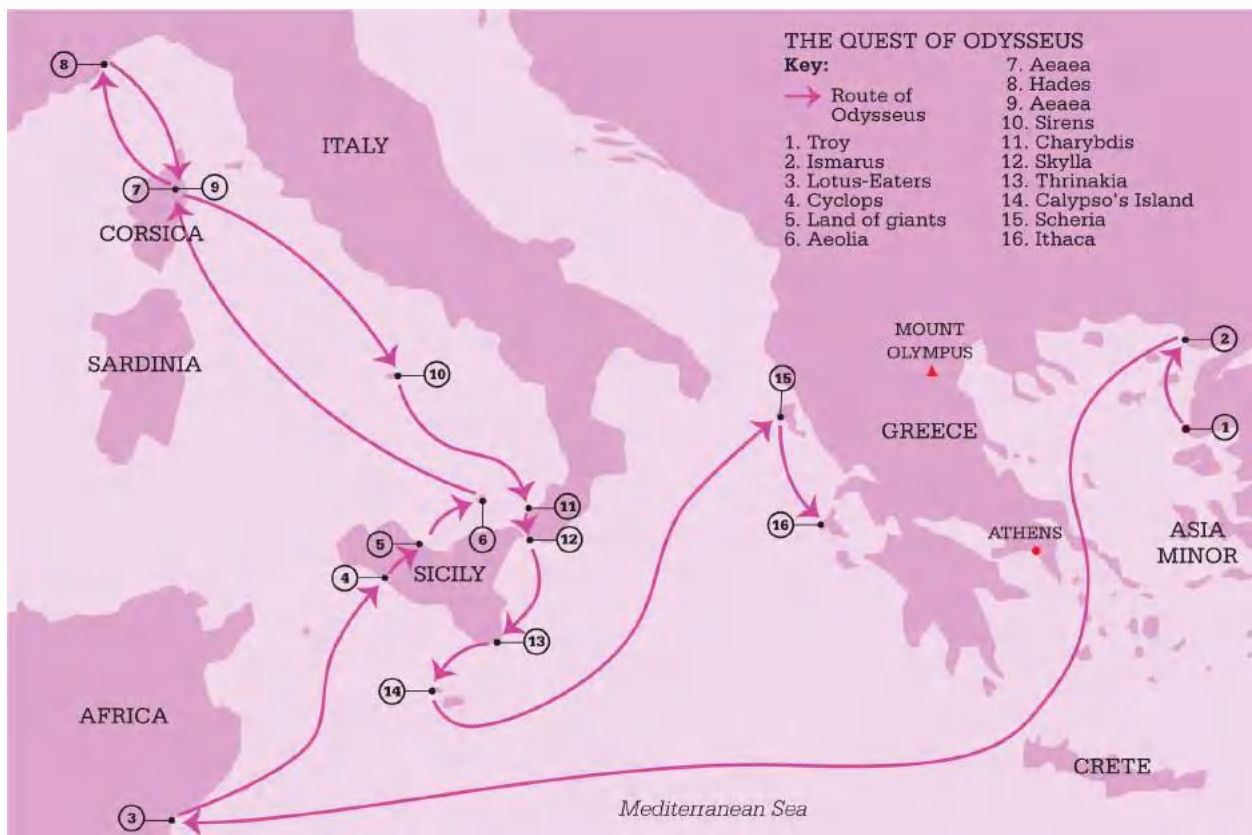 THE QUEST OF ODYSSEUS
Key:
Route of
Odysseus
1. Troy
2. Ismarus
3. Lotus-Eaters
4. Cyclops
5. Land of giants
6. Aeolia
7. Aeaea
8. Hades
9. Aeaea
10. Sirens
11. Charybdis
12. Skylla
13. Thrinakia
14. Calypso's Island
15. Scheria
16. Ithaca
8
ITALY
7
9
CORSICA
SARDINIA
10
15
MOUNT
OLYMPUS
2
GREECE
1
11
16
5
6
12
ATHENS
ASIA
MINOR
4
SICILY
13
14
AFRICA
CRETE
3
Mediterranean Sea